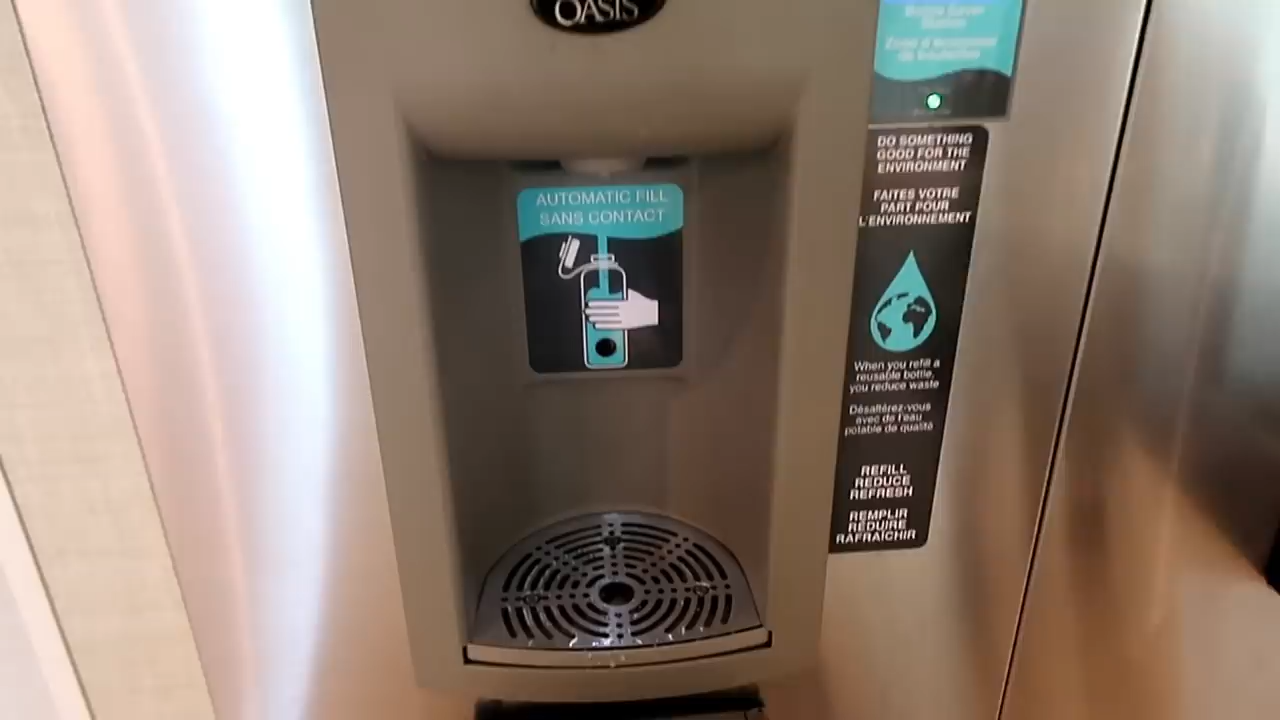 OASIS
AUTOMATIC FILL
SANS CONTACT
DO SOMETHING
GOOD FOR THE
ENVIRONMENT
FAITES VOTRE
PART POUR
L'ENVIRONNEMENT
When you refill a
reusable bottle,
you reduce waste
Désaltérez-vous
avec de l'eau
potable de qualité
REFILL
REDUCE
REFRESH
REMPLIR
RÉDUIRE
RAFRAÎCHIR